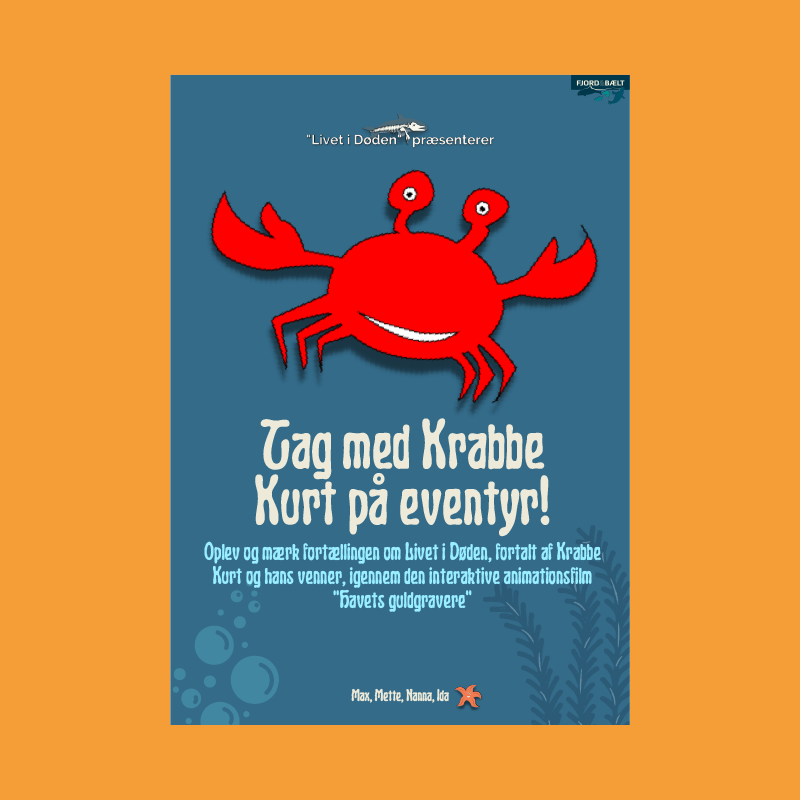 FJORD&BÆLT
"Livet i Døden" præsenterer
Tag med Krabbe
Kurt på eventyr!
Oplev og mærk fortællingen om Livet i Døden, fortalt af Krabbe
Kurt og hans venner, igennem den interaktive animationsfilm
"Havets guldgravere"
Max, Mette, Nanna, Ida